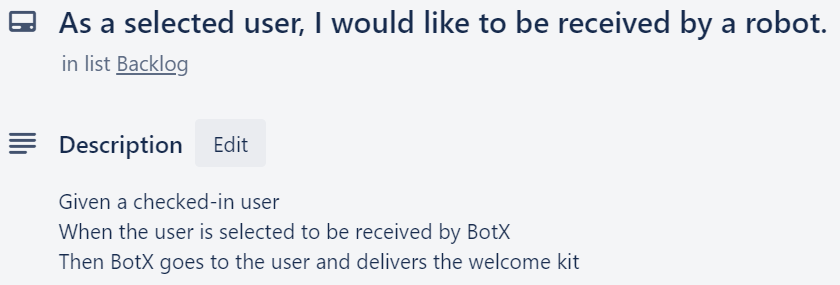 As a selected user, I would like to be received by a robot.
in list Backlog
Description Edit
Given a checked-in user
When the user is selected to be received by BotX
Then BotX goes to the user and delivers the welcome kit